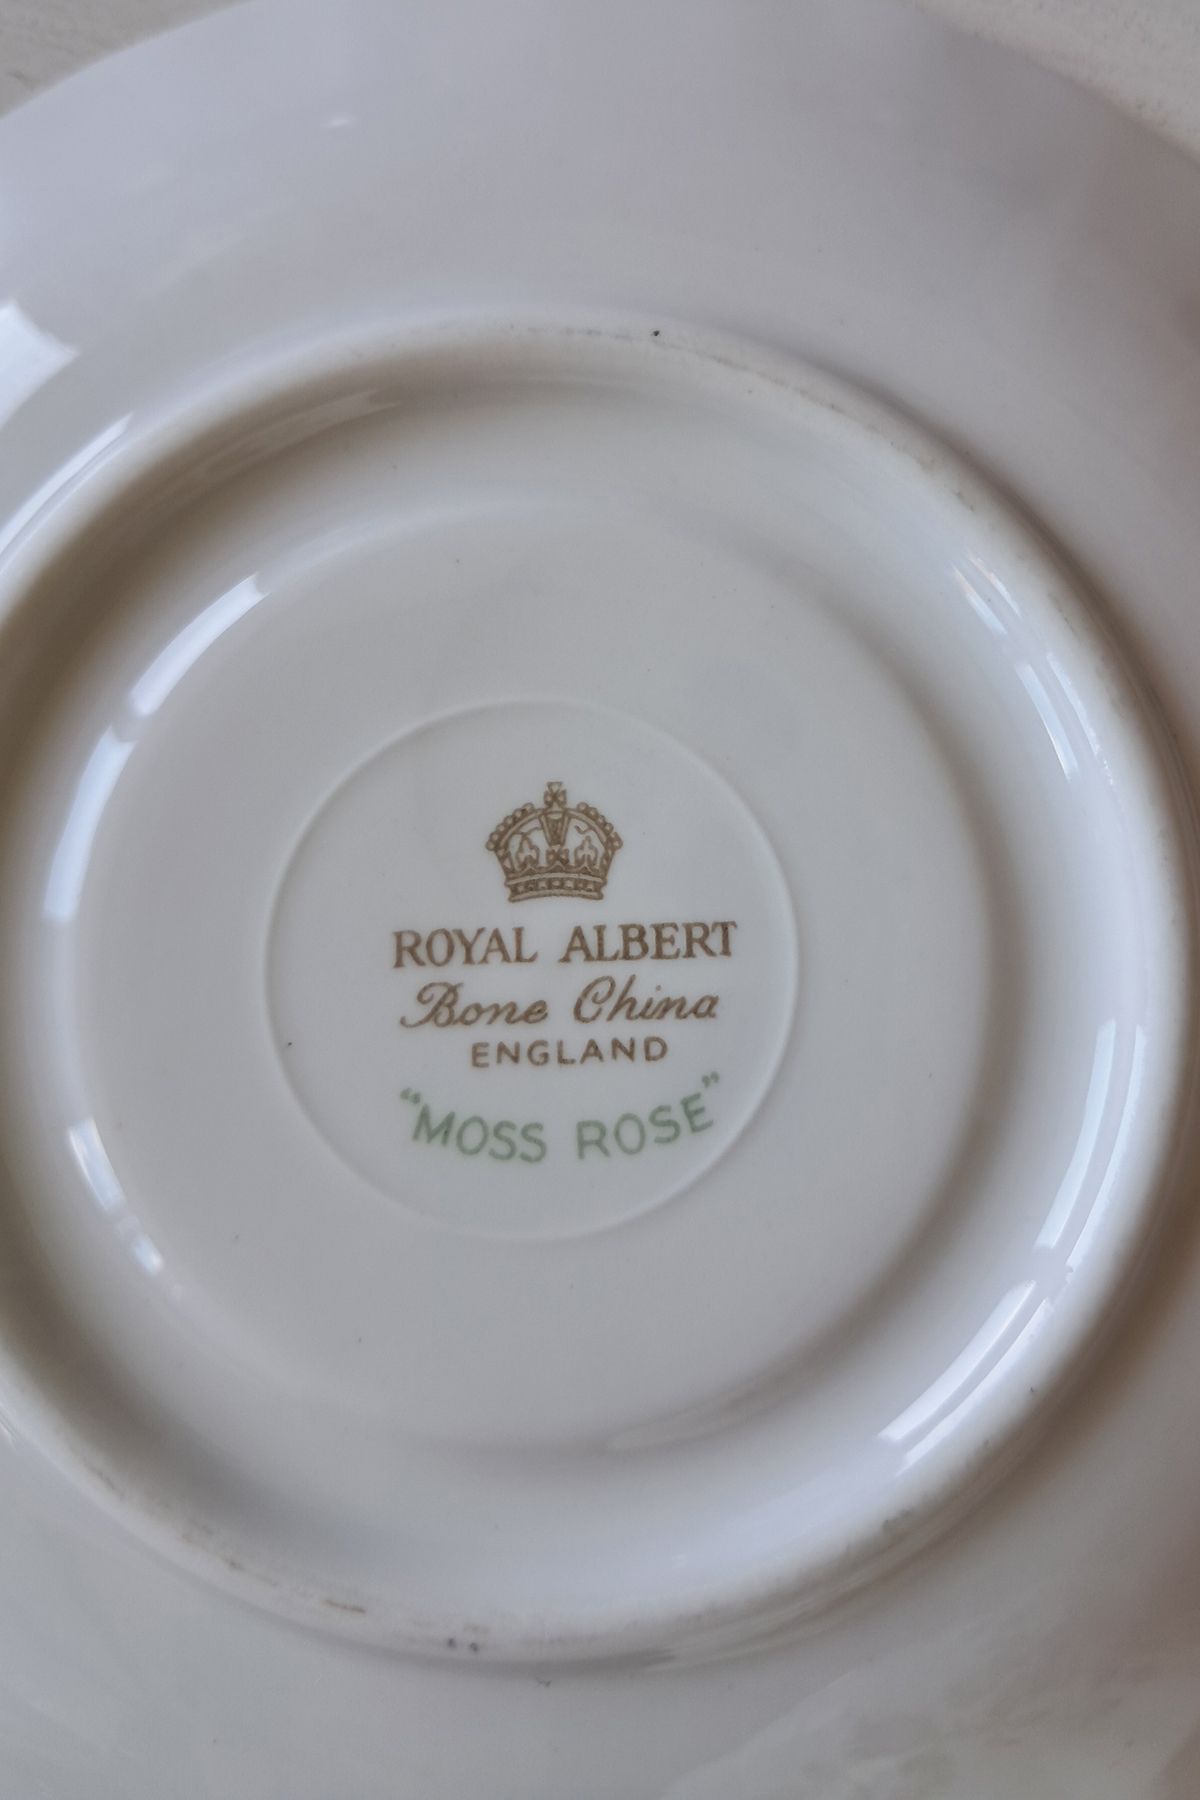 ROYAL ALBERT
Bone China
ENGLAND
"MOSS ROSE"